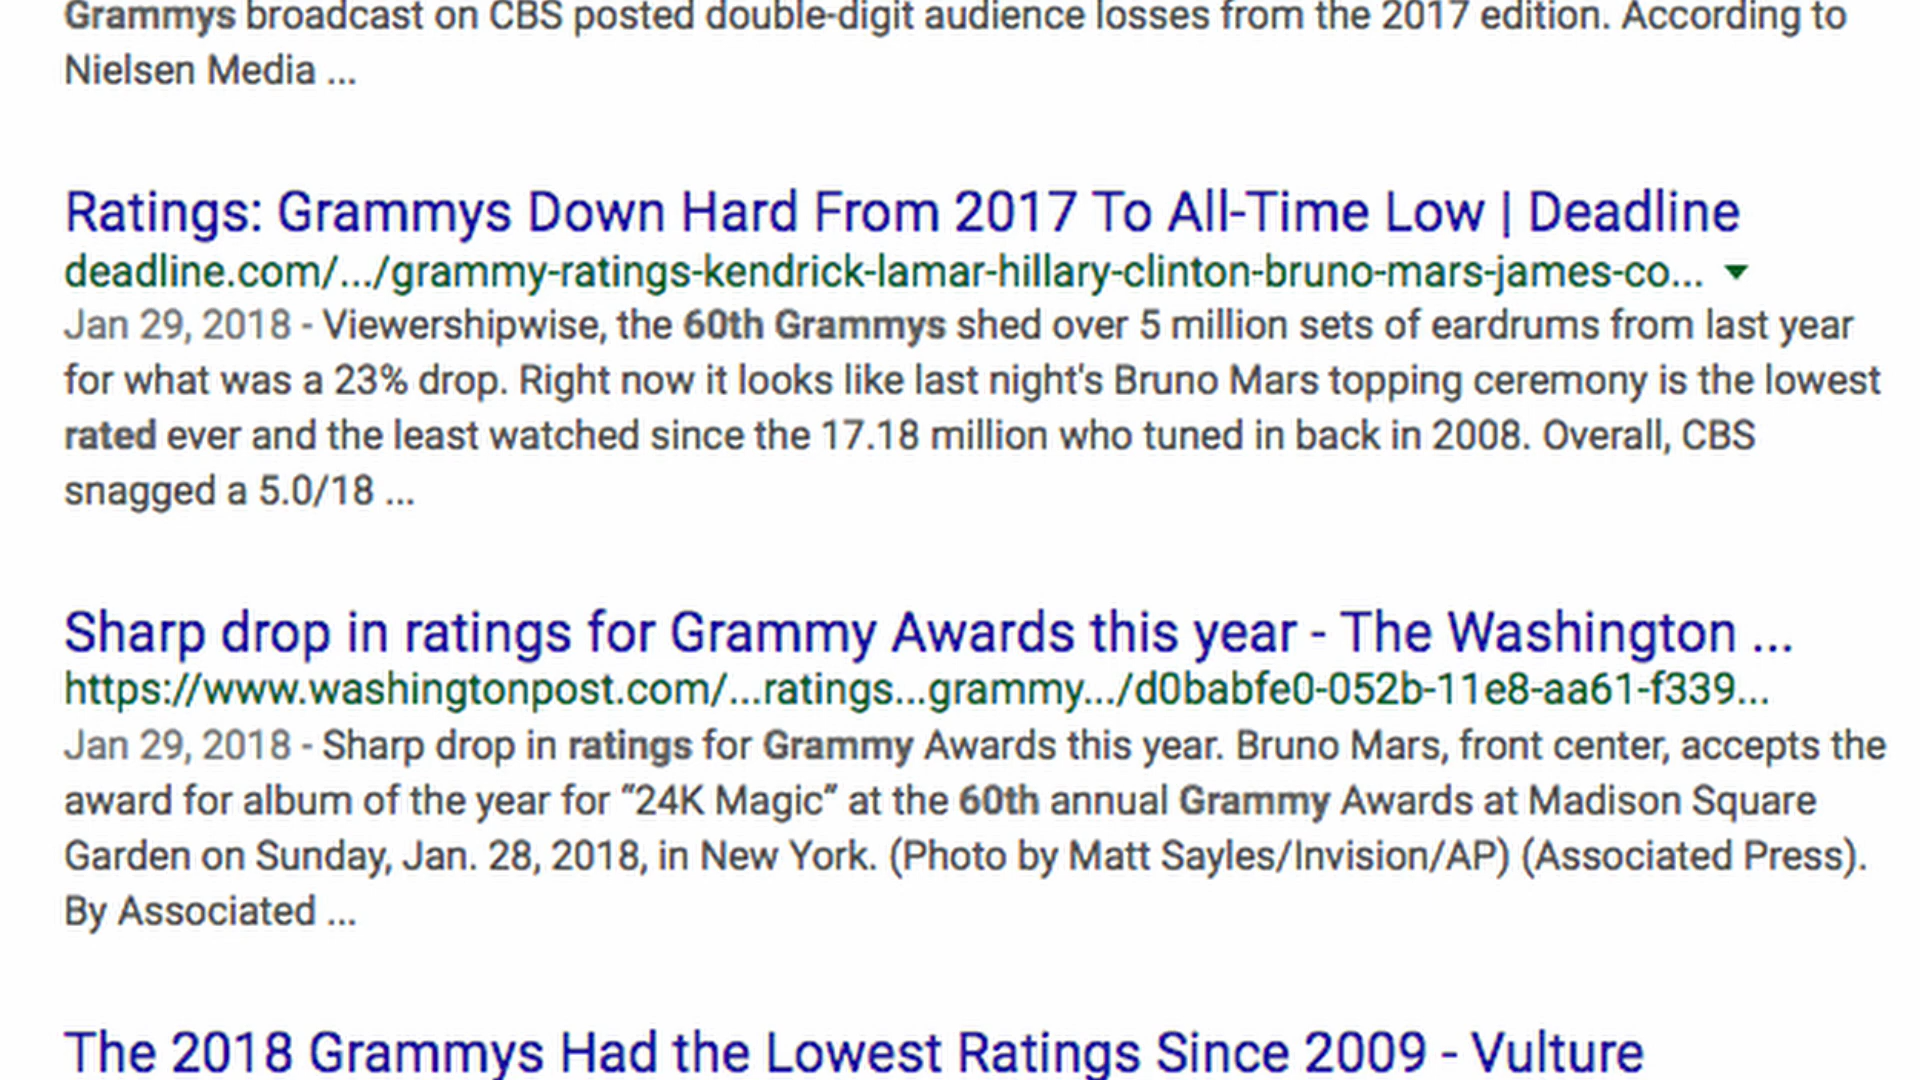 Grammys broadcast on CBS posted double-digit audience losses from the 2017 edition. According to
Nielsen Media ...
Ratings: Grammys Down Hard From 2017 To All-Time Low | Deadline
deadline.com/.../grammy-ratings-kendrick-lamar-hillary-clinton-bruno-mars-james-co...
Jan 29, 2018 - Viewershipwise, the 60th Grammys shed over 5 million sets of eardrums from last year
for what was a 23% drop. Right now it looks like last night's Bruno Mars topping ceremony is the lowest
rated ever and the least watched since the 17.18 million who tuned in back in 2008. Overall, CBS
snagged a 5.0/18 ...
Sharp drop in ratings for Grammy Awards this year - The Washington ...
https://www.washingtonpost.com/...ratings...grammy.../d0babfe0-052b-11e8-aa61-f339...
Jan 29, 2018 - Sharp drop in ratings for Grammy Awards this year. Bruno Mars, front center, accepts the
award for album of the year for “24K Magic” at the 60th annual Grammy Awards at Madison Square
Garden on Sunday, Jan. 28, 2018, in New York. (Photo by Matt Sayles/Invision/AP) (Associated Press).
By Associated ...
The 2018 Grammys Had the Lowest Ratings Since 2009 - Vulture